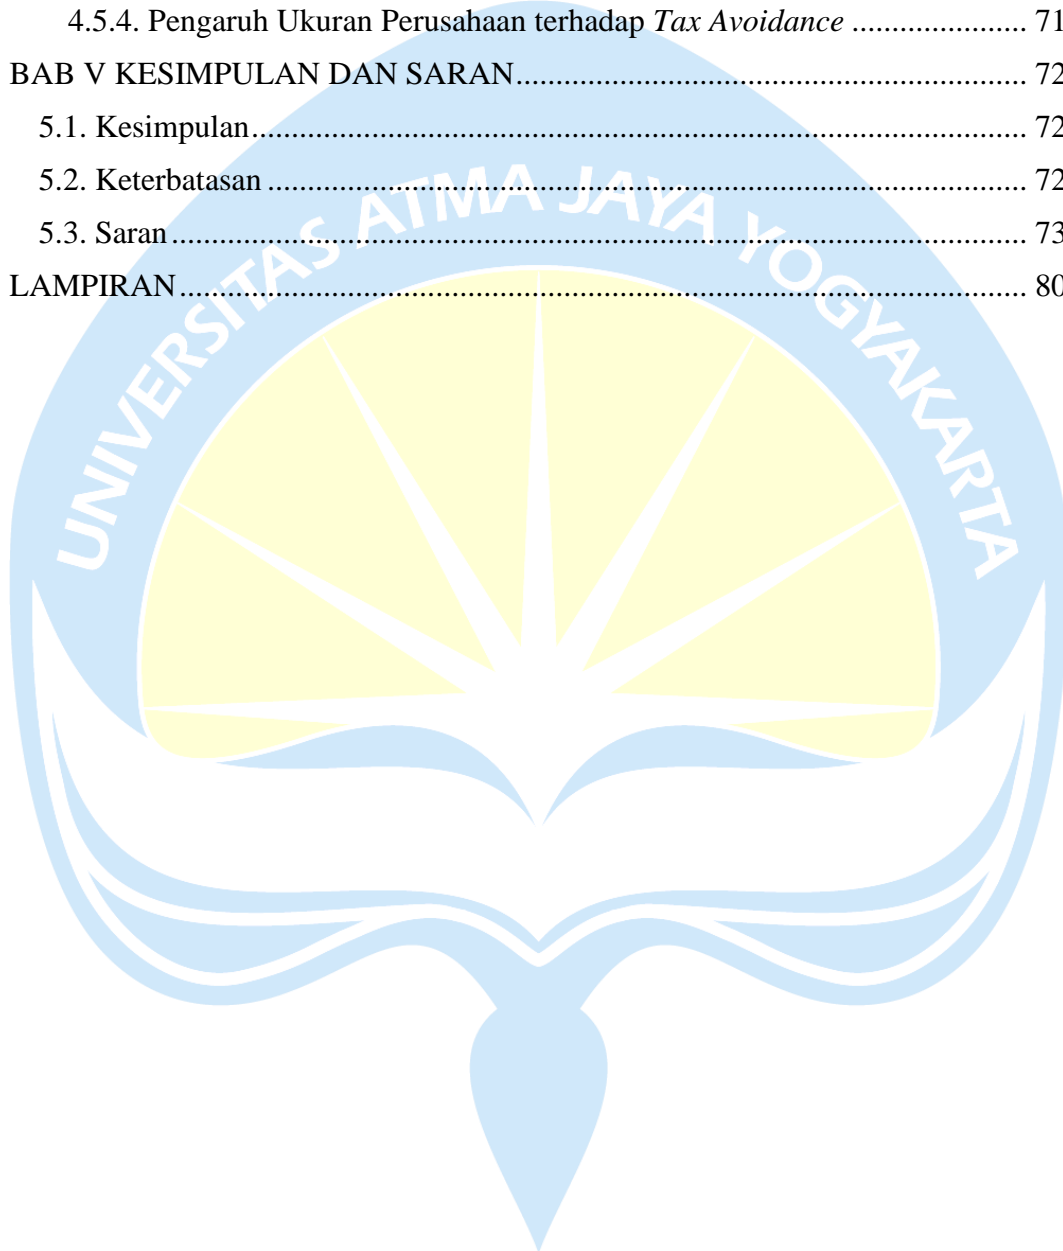 4.5.4. Pengaruh Ukuran Perusahaan terhadap Tax Avoidance .................... 71
BAB V KESIMPULAN DAN SARAN............................................................ 72
5.1. Kesimpulan........................................................................................... 72
5.2. Keterbatasan ......................................................................................... 72
5.3. Saran ..................................................................................................... 73
LAMPIRAN.................................................................................................... 80
UNIVERSITAS ATMA JAYA YOGYAKARTA